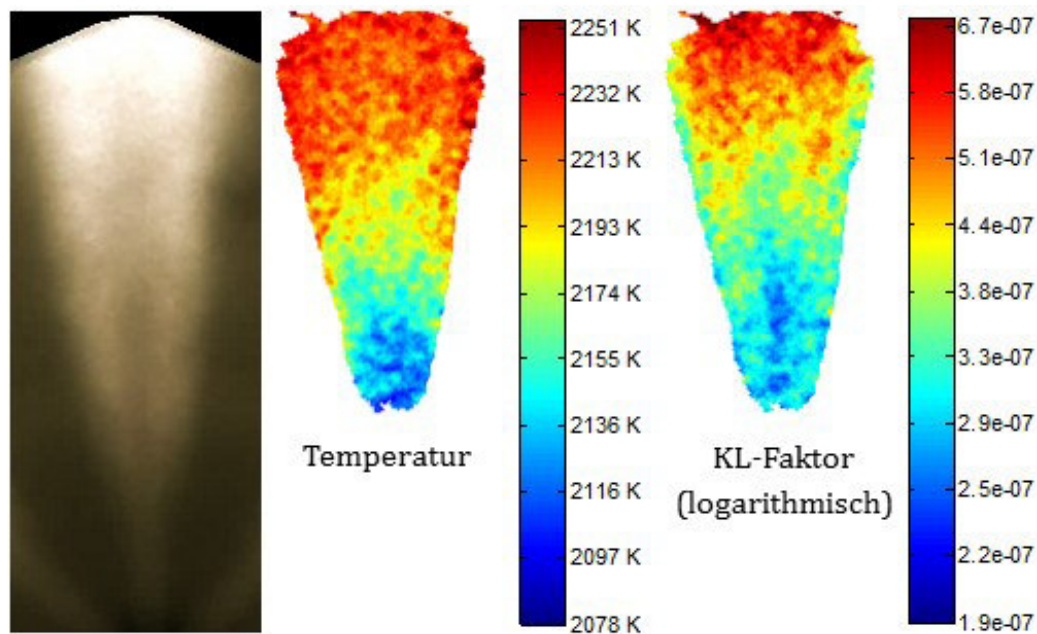 2251 K
2232 K
2213 K
2193 K
2174 K
2155 K
2136 K
2116 K
2097 K
2078 K
Temperatur
6.7e-07
5.8e-07
5.1e-07
4.4e-07
3.8e-07
3.3e-07
2.9e-07
2.5e-07
2.2e-07
1.9e-07
KL-Faktor
(logarithmisch)